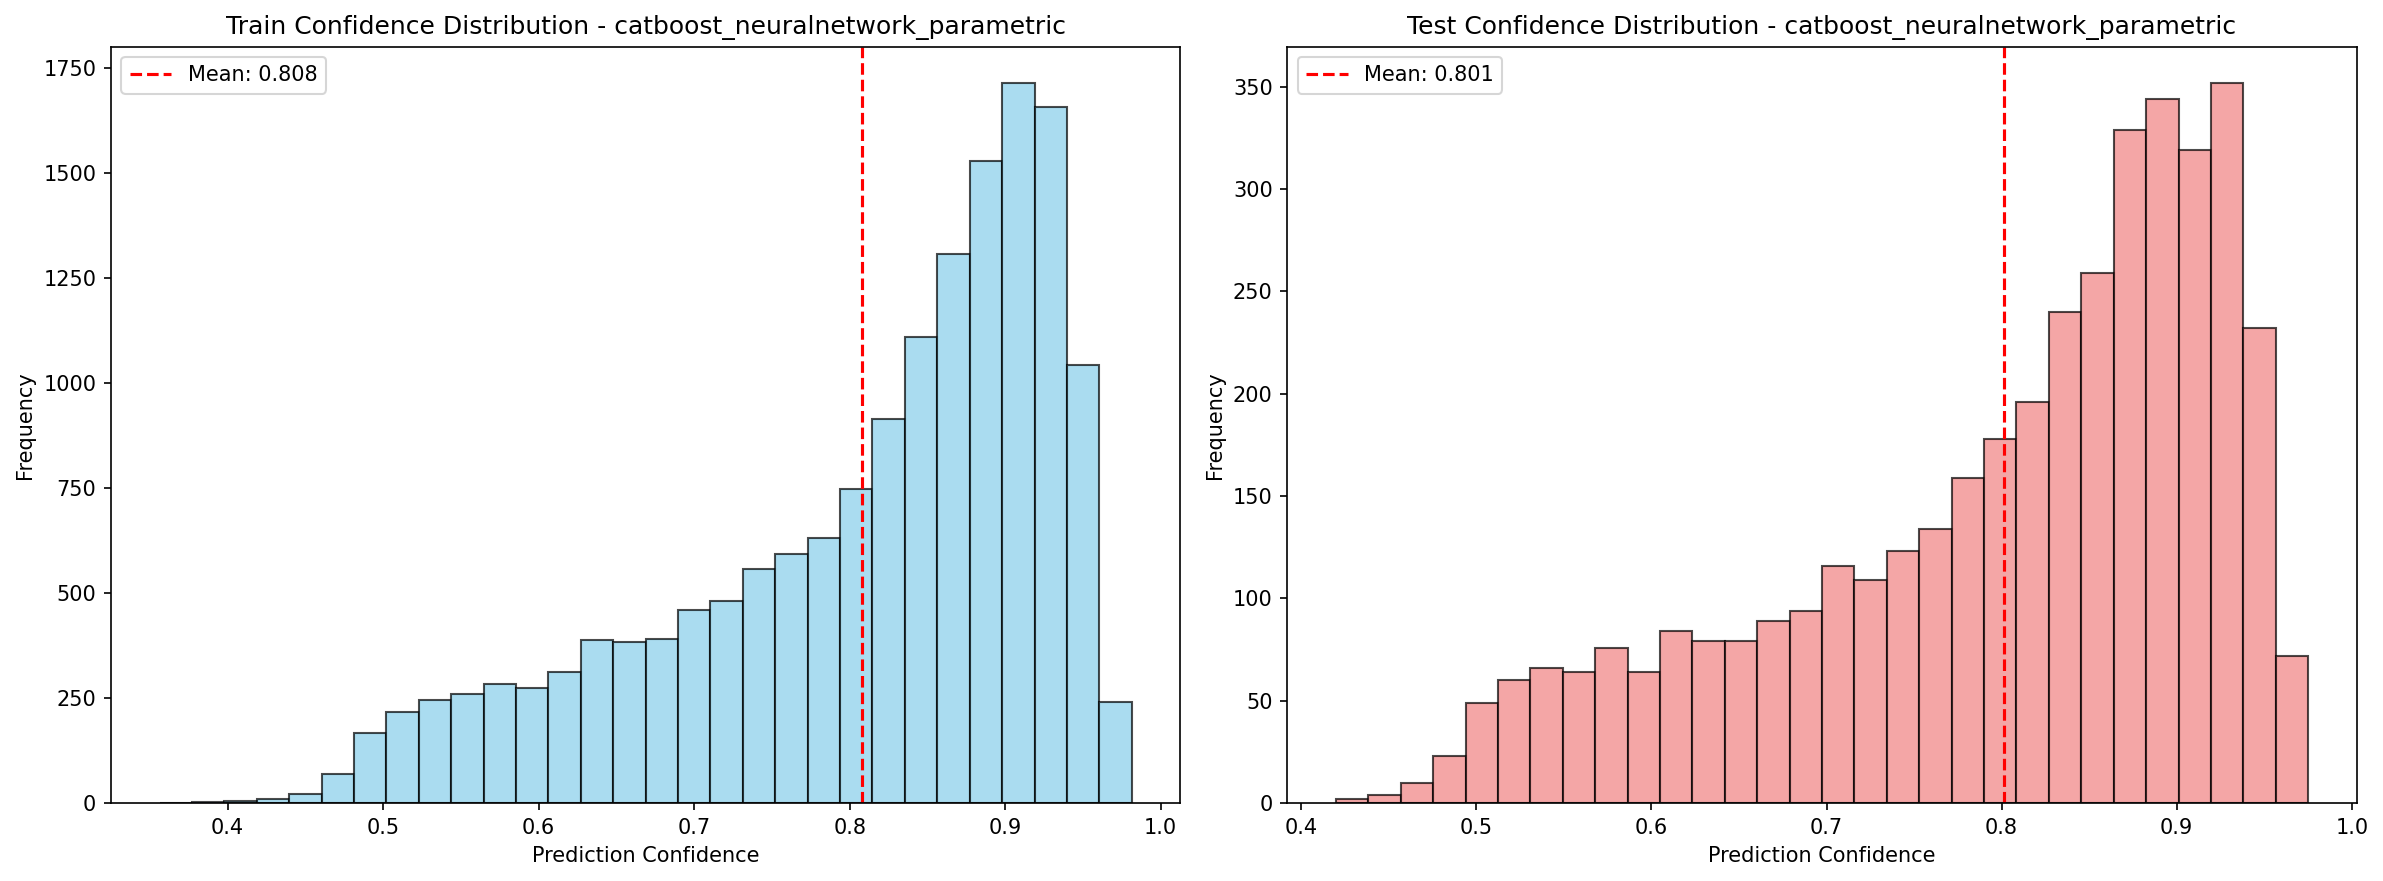 Train Confidence Distribution - catboost_neuralnetwork_parametric
Mean: 0.808
1750
1500
1250
1000
750
500
250
0
Frequency
0.4 0.5 0.6 0.7 0.8 0.9 1.0
Prediction Confidence
Test Confidence Distribution - catboost_neuralnetwork_parametric
Mean: 0.801
350
300
250
200
150
100
50
0
Frequency
0.4 0.5 0.6 0.7 0.8 0.9 1.0
Prediction Confidence